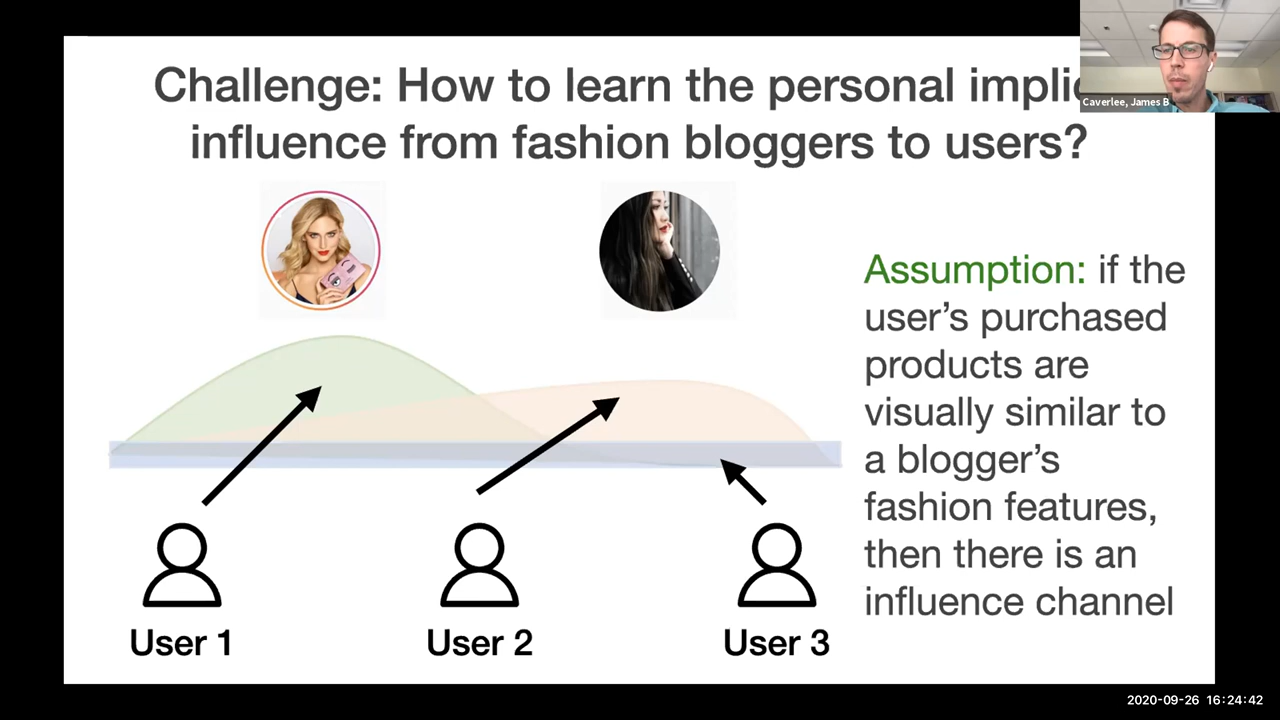 Challenge: How to learn the personal
influence from fashion bloggers to users?
Caverlee, James B
Assumption: if the
user's purchased
products are
visually similar to
a blogger's
fashion features,
then there is an
influence channel
User 1
User 2
User 3
2020-09-26 16:24:42